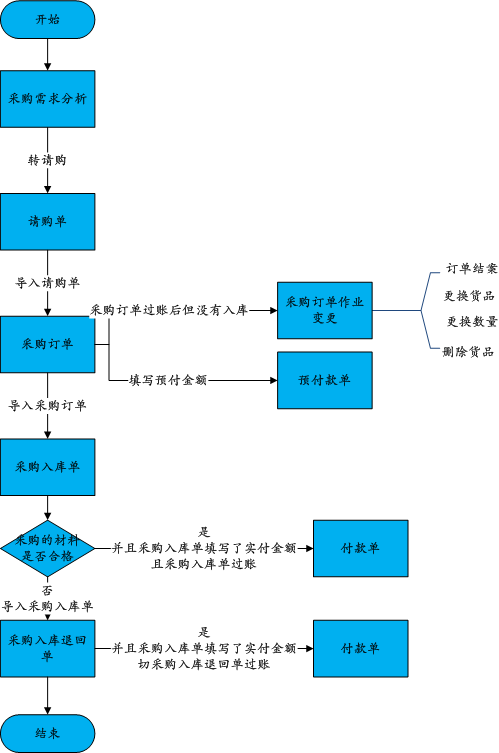 开始
采购需求分析
转请购
请购单
导入请购单
采购订单过账后但没有入库
采购订单作业
变更
订单结案
更换货品
更换数量
删除货品
采购订单
填写预付金额
预付款单
导入采购订单
采购入库单
采购的材料
是否合格
是
并且采购入库单填写了实付金额
且采购入库单过账
付款单
否
导入采购入库单
采购入库退回
单
是
并且采购入库单填写了实付金额
切采购入库退回单过账
付款单
结束